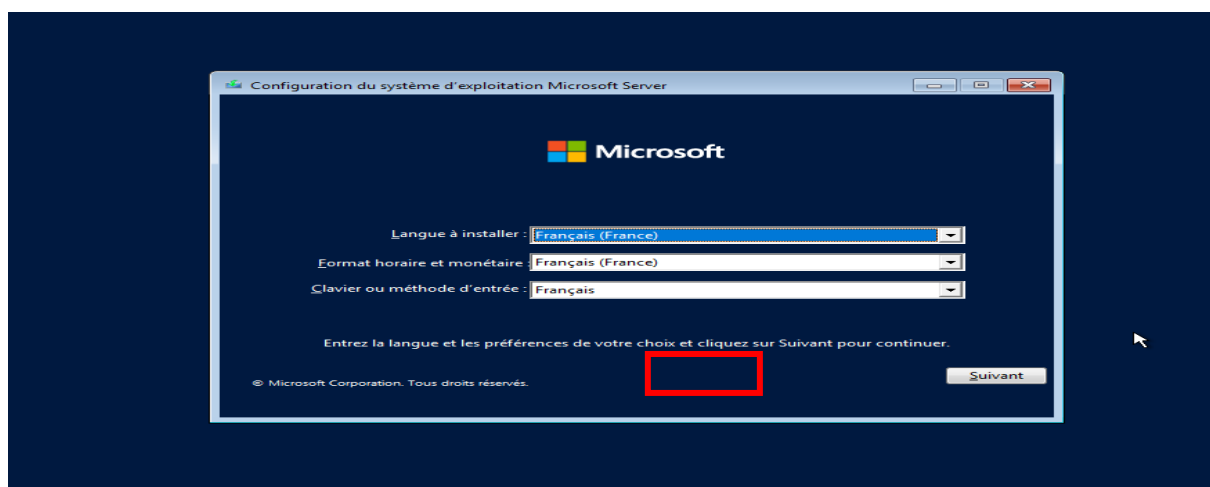 Configuration du système d'exploitation Microsoft Server
Microsoft
Langue à installer : Français (France)
Format horaire et monétaire : Français (France)
Clavier ou méthode d'entrée : Français
Entrez la langue et les préférences de votre choix et cliquez sur Suivant pour continuer.
© Microsoft Corporation. Tous droits réservés.
Suivant